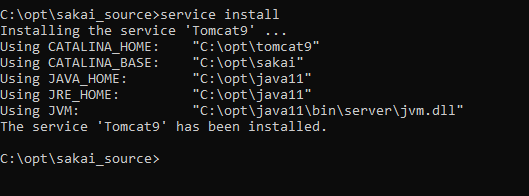 C:\opt\sakai_source>service install
Installing the service 'Tomcat9' ...
Using CATALINA_HOME:    "C:\opt\tomcat9"
Using CATALINA_BASE:    "C:\opt\sakai"
Using JAVA_HOME:        "C:\opt\java11"
Using JRE_HOME:         "C:\opt\java11"
Using JVM:              "C:\opt\java11\bin\server\jvm.dll"
The service 'Tomcat9' has been installed.
C:\opt\sakai_source>